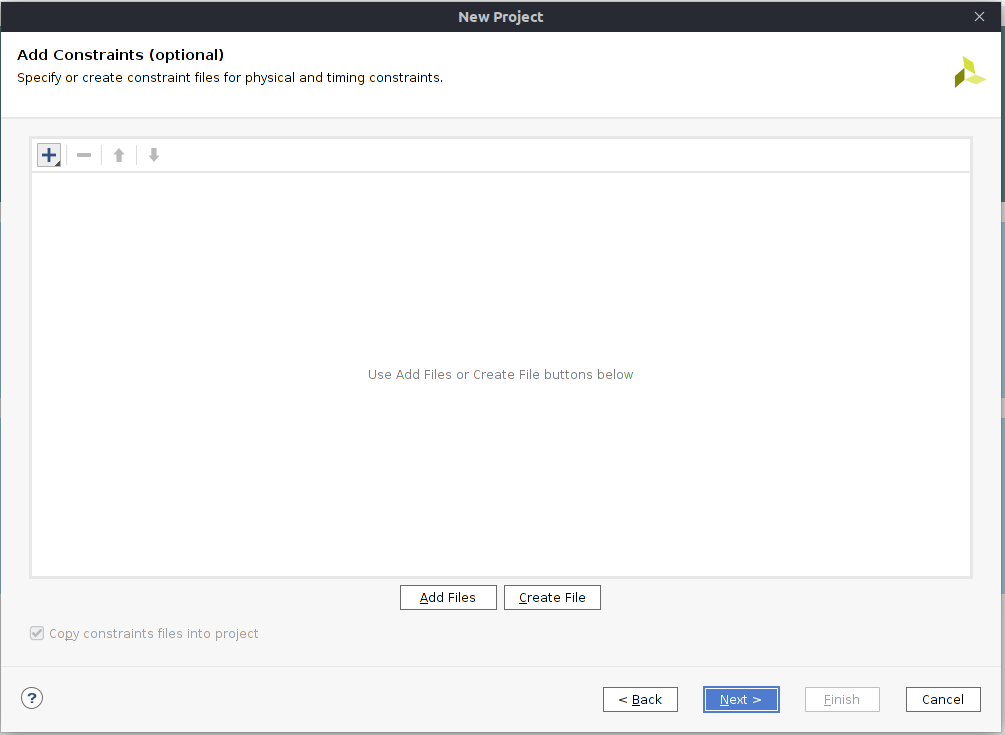 New Project
Add Constraints (optional)
Specify or create constraint files for physical and timing constraints.
Use Add Files or Create File buttons below
Add Files
Create File
Copy constraints files into project
?
< Back
Next >
Finish
Cancel